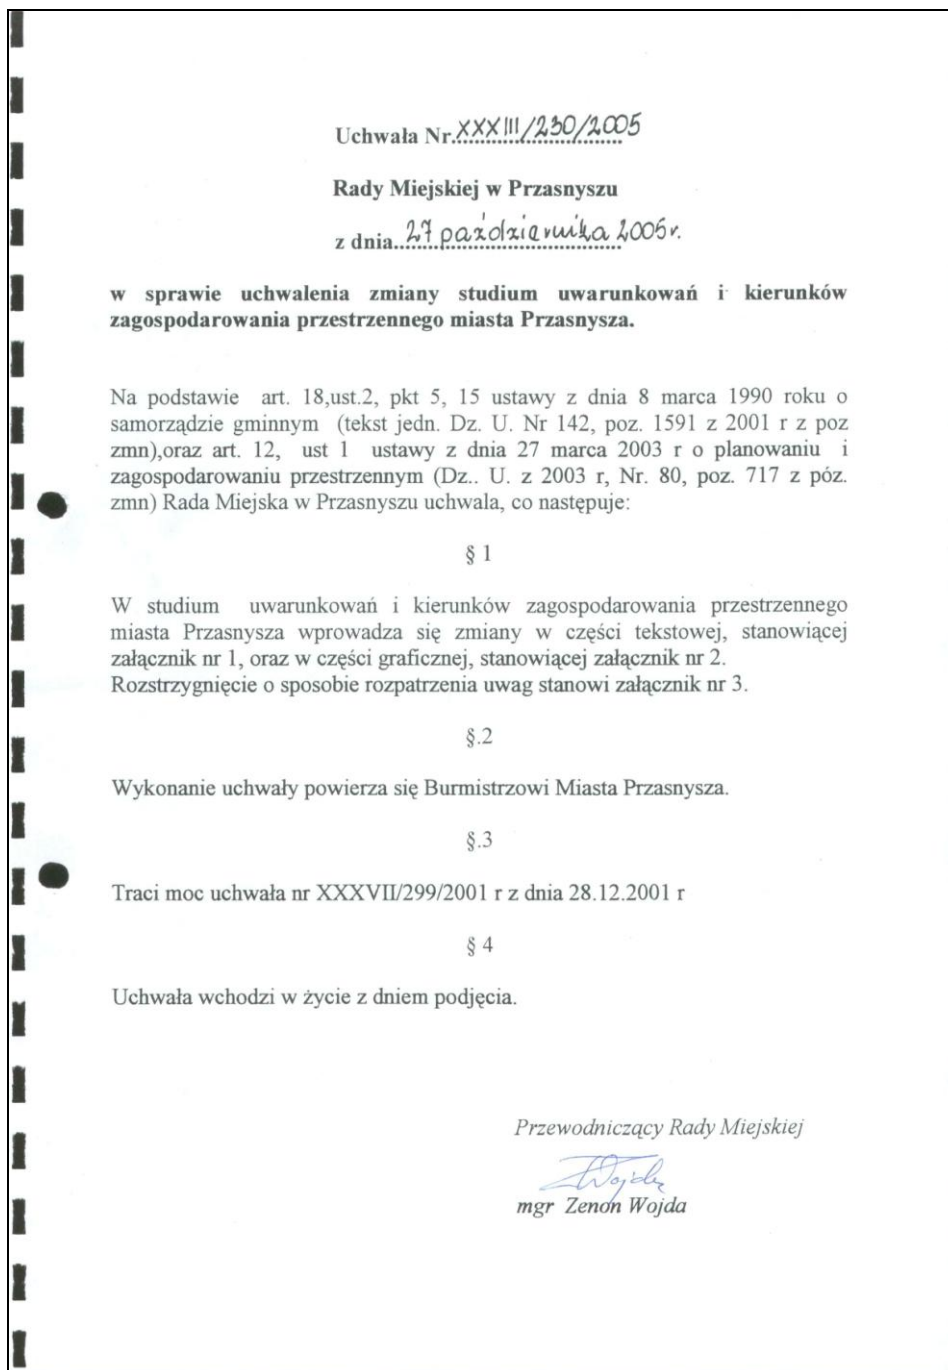 Uchwała Nr XXXIII/230/2005
Rady Miejskiej w Przasnyszu
z dnia 27 października 2005 r.
w sprawie uchwalenia zmiany studium uwarunkowań i kierunków
zagospodarowania przestrzennego miasta Przasnysza.
Na podstawie art. 18,ust.2, pkt 5, 15 ustawy z dnia 8 marca 1990 roku o
samorządzie gminnym (tekst jedn. Dz. U. Nr 142, poz. 1591 z 2001 r z poz
zmn),oraz art. 12, ust 1 ustawy z dnia 27 marca 2003 r o planowaniu i
zagospodarowaniu przestrzennym (Dz.. U. z 2003 r, Nr. 80, poz. 717 z póz.
zmn) Rada Miejska w Przasnyszu uchwala, co następuje:
§ 1
W studium uwarunkowań i kierunków zagospodarowania przestrzennego
miasta Przasnysza wprowadza się zmiany w części tekstowej, stanowiącej
załącznik nr 1, oraz w części graficznej, stanowiącej załącznik nr 2.
Rozstrzygnięcie o sposobie rozpatrzenia uwag stanowi załącznik nr 3.
§.2
Wykonanie uchwały powierza się Burmistrzowi Miasta Przasnysza.
§.3
Traci moc uchwała nr XXXVII/299/2001 r z dnia 28.12.2001 r
§ 4
Uchwała wchodzi w życie z dniem podjęcia.
Przewodniczący Rady Miejskiej
ZWojda
mgr Zenon Wojda